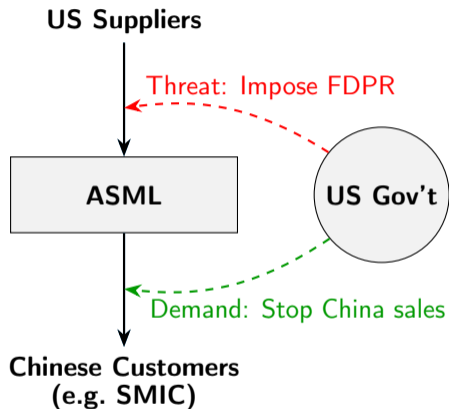 US Suppliers
Threat: Impose FDPR
ASML
US Gov't
Demand: Stop China sales
Chinese Customers
(e.g. SMIC)